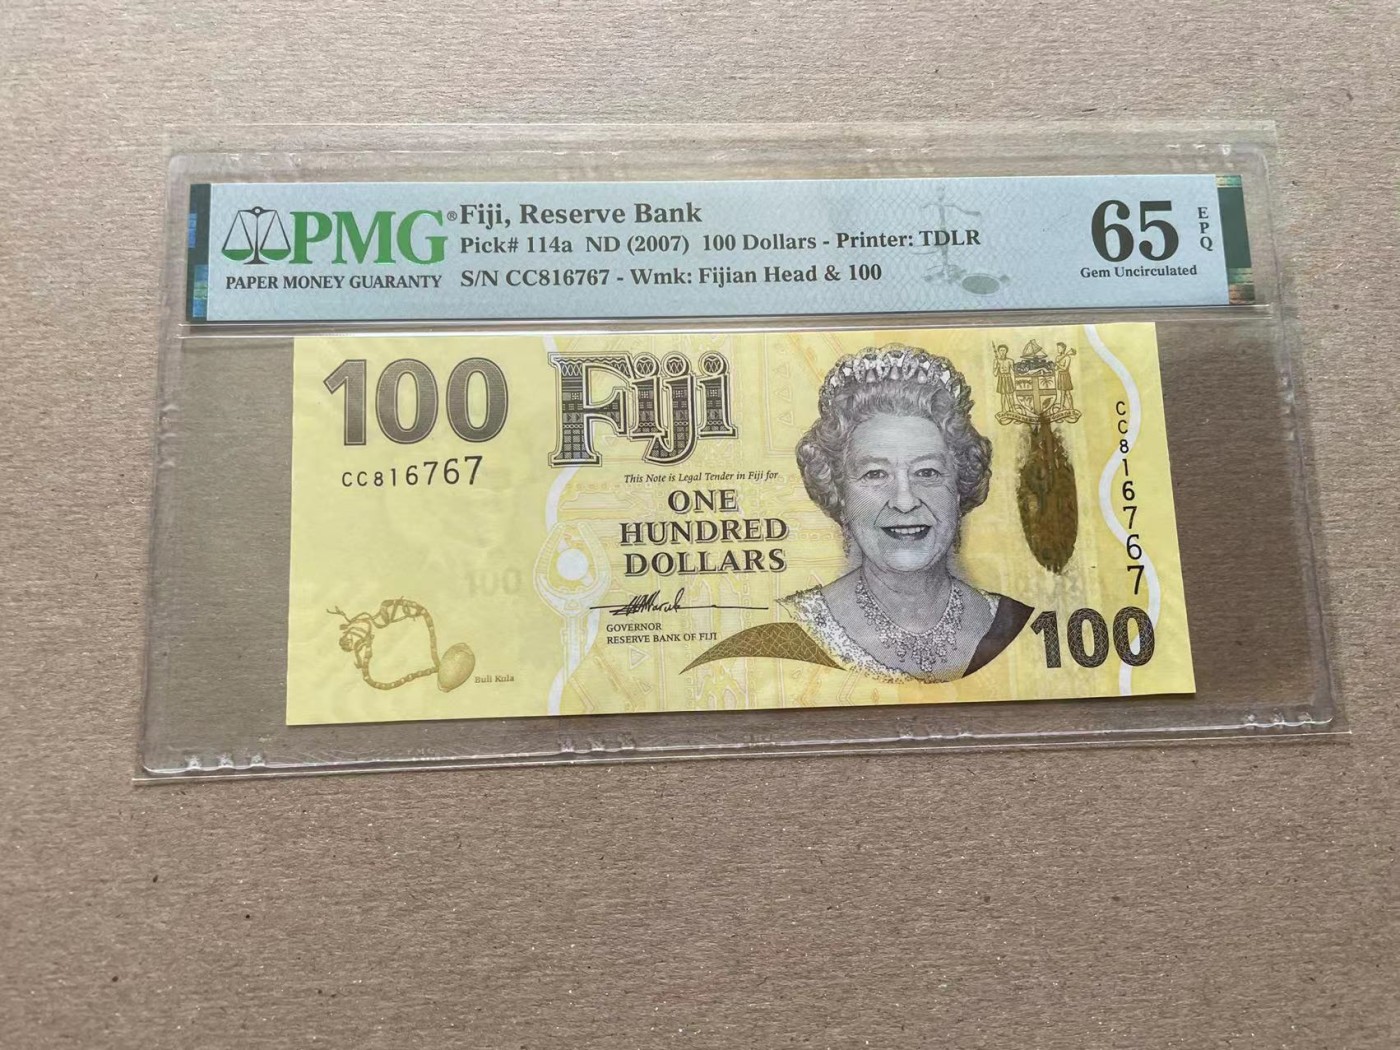 PMG®
PAPER MONEY GUARANTY
Fiji, Reserve Bank
Pick# 114a ND (2007) 100 Dollars - Printer: TDLR
S/N CC816767 - Wmk: Fijian Head & 100
65
EPQ
Gem Uncirculated
100
CC816767
Fiji
This Note is Legal Tender in Fiji for
ONE
HUNDRED
DOLLARS
GOVERNOR
RESERVE BANK OF FIJI
Buli Kula
CC816767
100